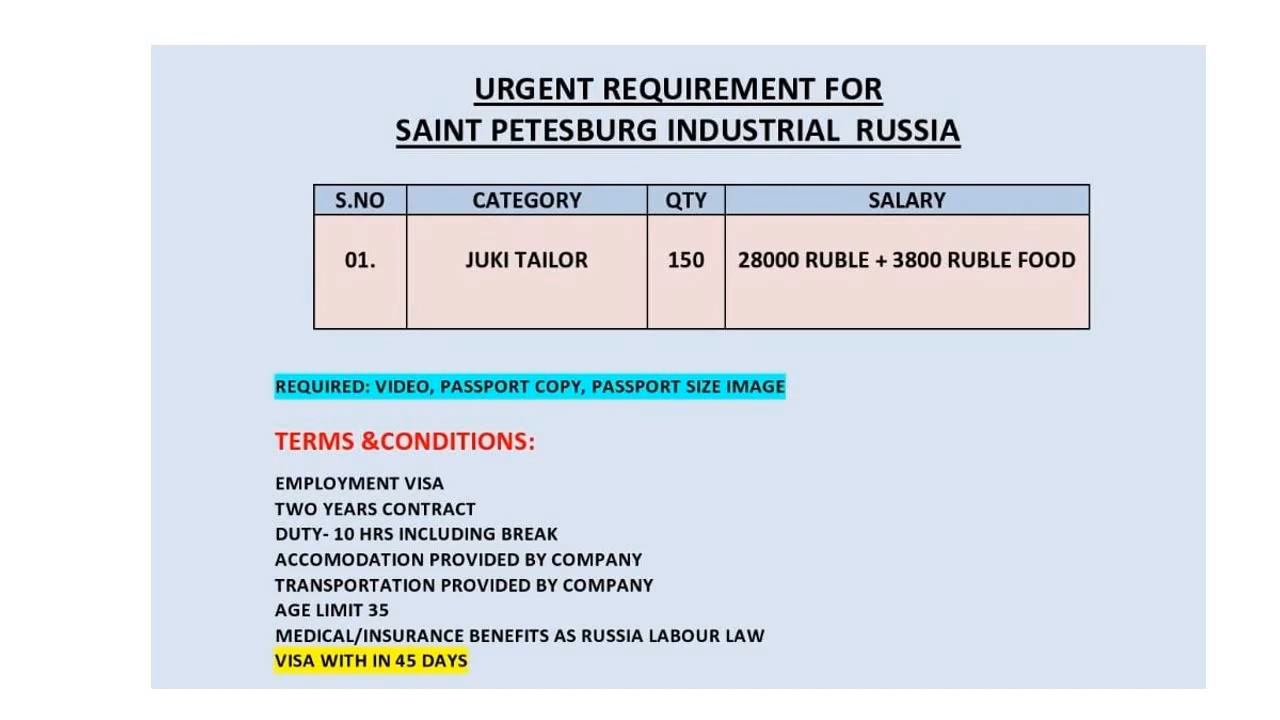 URGENT REQUIREMENT FOR
SAINT PETESBURG INDUSTRIAL RUSSIA
S.NO CATEGORY QTY SALARY
01. JUKI TAILOR 150 28000 RUBLE + 3800 RUBLE FOOD
REQUIRED: VIDEO, PASSPORT COPY, PASSPORT SIZE IMAGE
TERMS &CONDITIONS:
EMPLOYMENT VISA
TWO YEARS CONTRACT
DUTY- 10 HRS INCLUDING BREAK
ACCOMODATION PROVIDED BY COMPANY
TRANSPORTATION PROVIDED BY COMPANY
AGE LIMIT 35
MEDICAL/INSURANCE BENEFITS AS RUSSIA LABOUR LAW
VISA WITH IN 45 DAYS